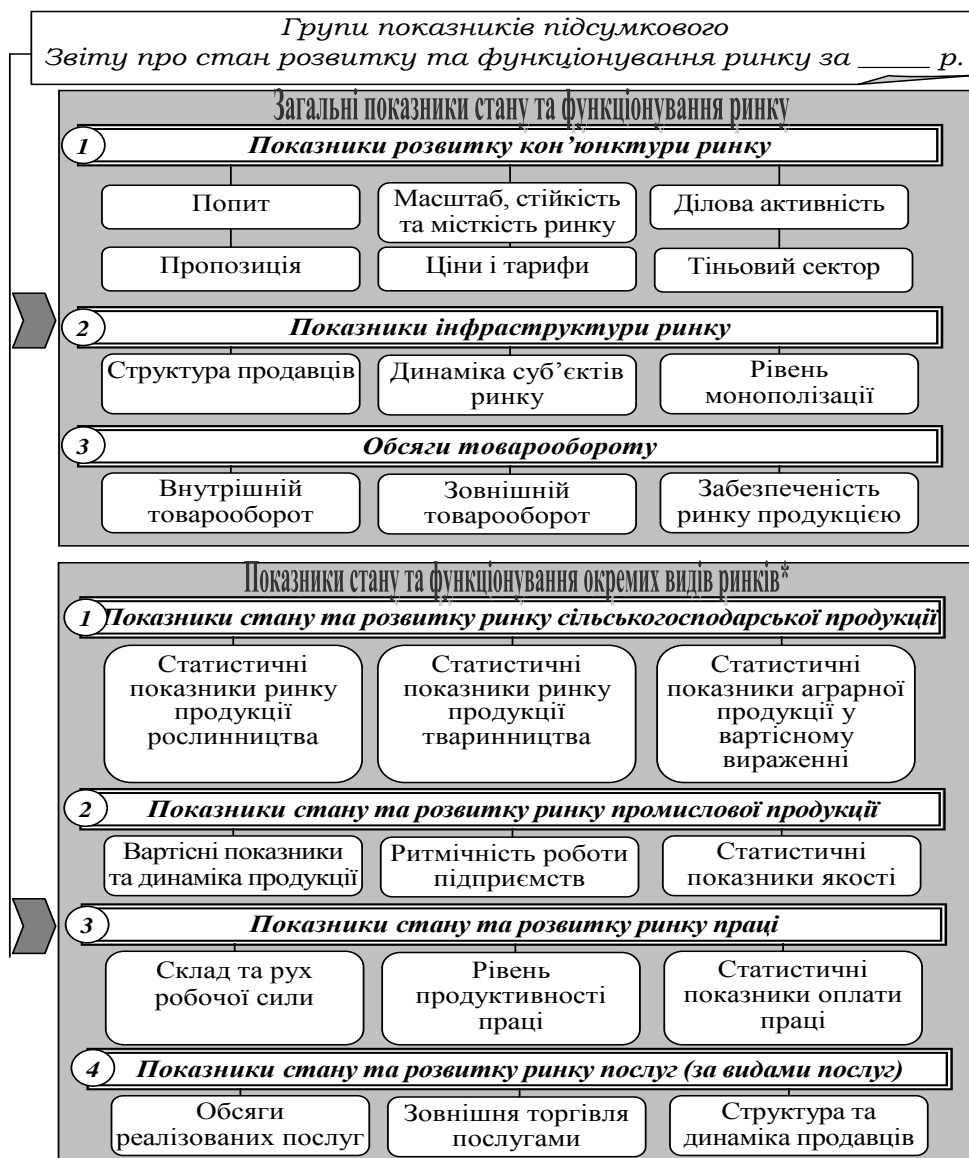 Групи показників підсумкового
Звіту про стан розвитку та функціонування ринку за _____ р.
Загальні показники стану та функціонування ринку
1 Показники розвитку кон’юнктури ринку
Попит
Масштаб, стійкість
та місткість ринку
Ділова активність
Пропозиція
Ціни і тарифи
Тіньовий сектор
2 Показники інфраструктури ринку
Структура продавців
Динаміка суб’єктів
ринку
Рівень
монополізації
3 Обсяги товарообороту
Внутрішній
товарооборот
Зовнішній
товарооборот
Забезпеченість
ринку продукцією
Показники стану та функціонування окремих видів ринків*
1 Показники стану та розвитку ринку сільськогосподарської продукції
Статистичні
показники ринку
продукції
рослинництва
Статистичні
показники ринку
продукції
тваринництва
Статистичні
показники аграрної
продукції у
вартісному
вираженні
2 Показники стану та розвитку ринку промислової продукції
Вартісні показники
та динаміка продукції
Ритмічність роботи
підприємств
Статистичні
показники якості
3 Показники стану та розвитку ринку праці
Склад та рух
робочої сили
Рівень
продуктивності
праці
Статистичні
показники оплати
праці
4 Показники стану та розвитку ринку послуг (за видами послуг)
Обсяги
реалізованих послуг
Зовнішня торгівля
послугами
Структура та
динаміка продавців